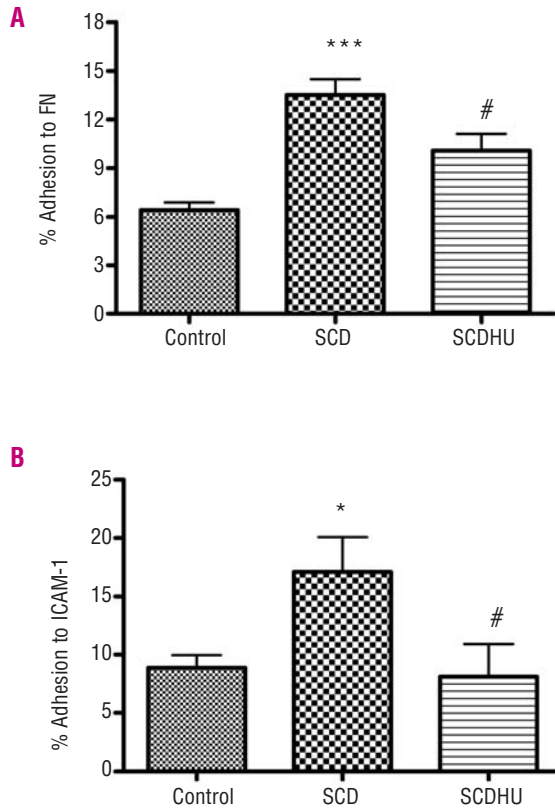 A
% Adhesion to FN
18
15
12
9
6
3
0
***
#
Control SCD SCDHU
B
% Adhesion to ICAM-1
25
20
15
10
5
0
*
#
Control SCD SCDHU